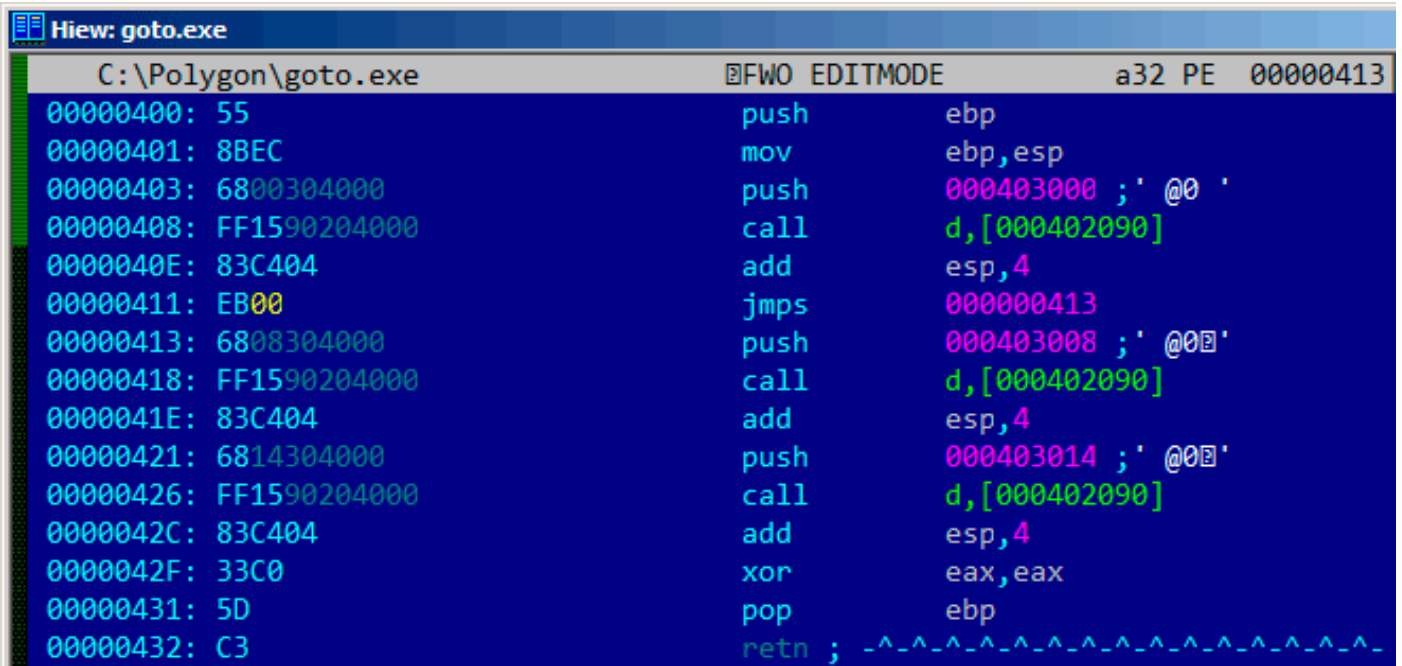 Hiew: goto.exe
C:\Polygon\goto.exe FWO EDITMODE a32 PE 00000413
00000400: 55 push ebp
00000401: 8BEC mov ebp,esp
00000403: 6800304000 push 000403000 ;' @0 '
00000408: FF1590204000 call d,[000402090]
0000040E: 83C404 add esp,4
00000411: EB00 jmps 000000413
00000413: 6808304000 push 000403008 ;' @0⍰'
00000418: FF1590204000 call d,[000402090]
0000041E: 83C404 add esp,4
00000421: 6814304000 push 000403014 ;' @0⍰'
00000426: FF1590204000 call d,[000402090]
0000042C: 83C404 add esp,4
0000042F: 33C0 xor eax,eax
00000431: 5D pop ebp
00000432: C3 retn ; -^-^-^-^-^-^-^-^-^-^-^-^-^-^-^-